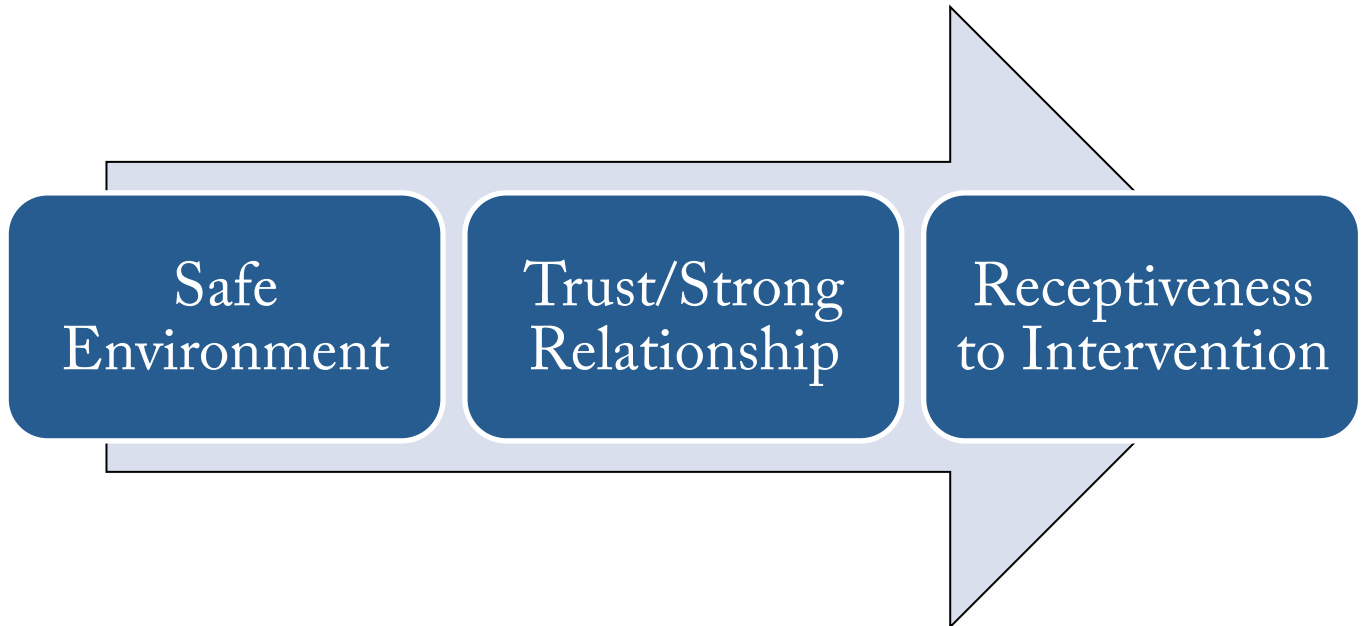 Safe
Environment
Trust/Strong
Relationship
Receptiveness
to Intervention